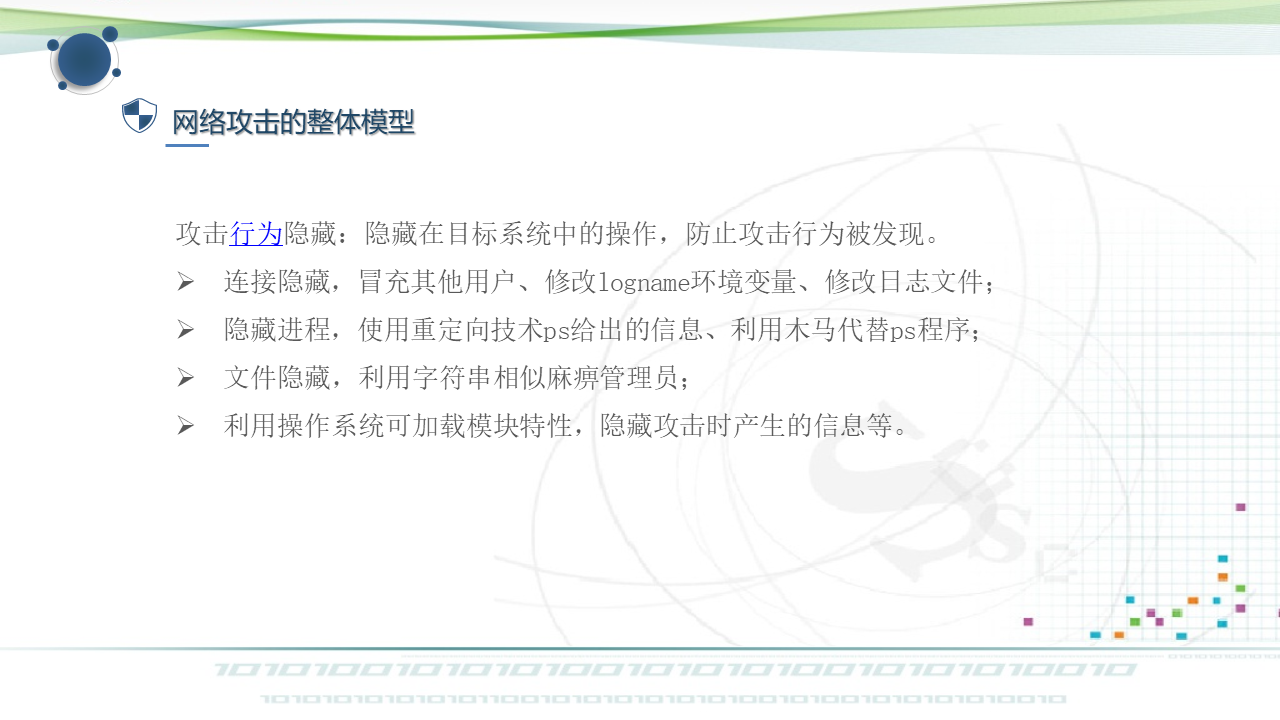 网络攻击的整体模型
攻击行为隐藏：隐藏在目标系统中的操作，防止攻击行为被发现。
➢ 连接隐藏，冒充其他用户、修改logname环境变量、修改日志文件；
➢ 隐藏进程，使用重定向技术ps给出的信息、利用木马代替ps程序；
➢ 文件隐藏，利用字符串相似麻痹管理员；
➢ 利用操作系统可加载模块特性，隐藏攻击时产生的信息等。